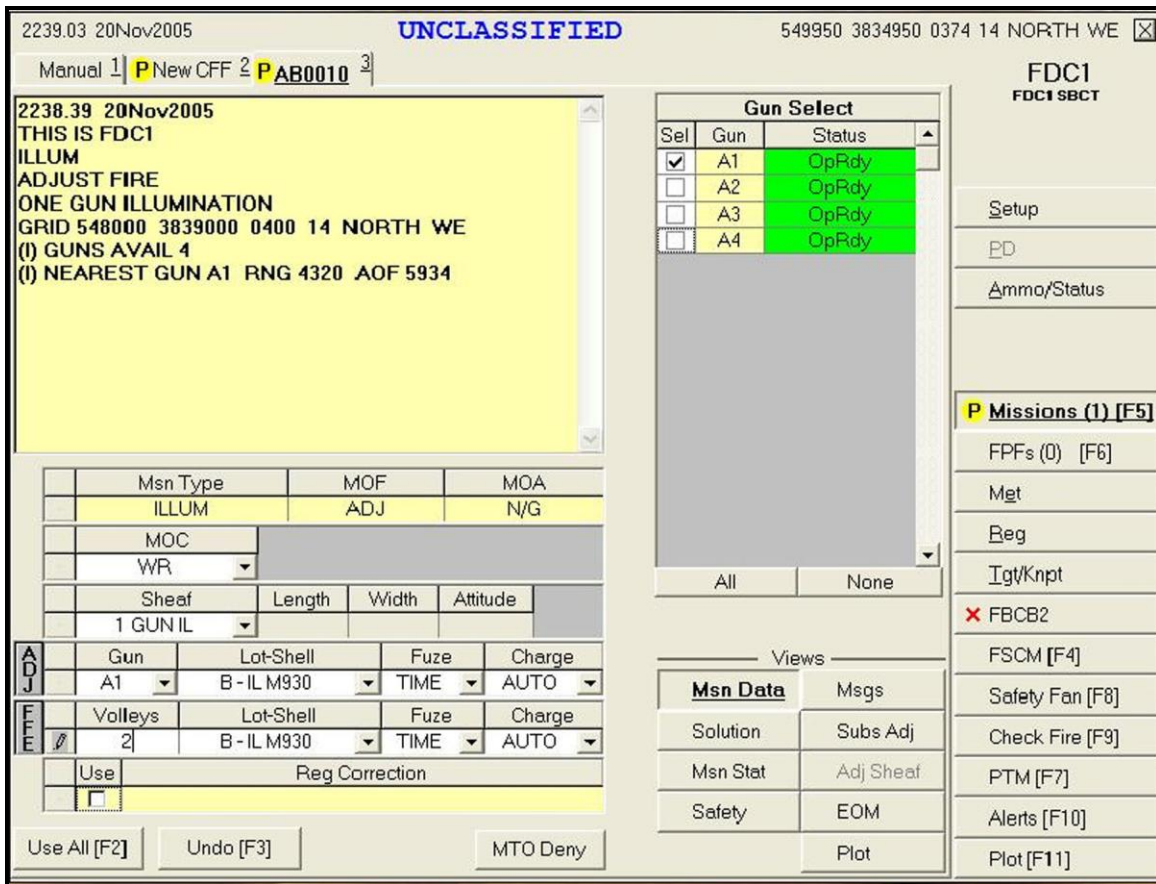 2239.03 20Nov2005 UNCLASSIFIED 549950 3834950 0374 14 NORTH WE
Manual 1 P New CFF 2 P AB0010 3
2238.39 20Nov2005
THIS IS FDC1
ILLUM
ADJUST FIRE
ONE GUN ILLUMINATION
GRID 548000 3839000 0400 14 NORTH WE
(I) GUNS AVAIL 4
(I) NEAREST GUN A1 RNG 4320 AOF 5934
Msn Type MOF MOA
ILLUM ADJ N/G
MOC
WR
Sheaf Length Width Attitude
1 GUN IL
ADJ
Gun Lot-Shell Fuze Charge
A1 B - IL M930 TIME AUTO
FFE
Volleys Lot-Shell Fuze Charge
2 B - IL M930 TIME AUTO
Use Reg Correction
Use All [F2] Undo [F3] MTO Deny
Gun Select
Sel Gun Status
A1 OpRdy
A2 OpRdy
A3 OpRdy
A4 OpRdy
All None
Views
Msn Data Msgs
Solution Subs Adj
Msn Stat Adj Sheaf
Safety EOM
Plot
FDC1
FDC1 SBCT
Setup
PD
Ammo/Status
P Missions (1) [F5]
FPFs (0) [F6]
Met
Reg
Tgt/Knpt
FBCB2
FSCM [F4]
Safety Fan [F8]
Check Fire [F9]
PTM [F7]
Alerts [F10]
Plot [F11]